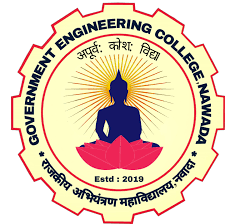 GOVERNMENT ENGINEERING COLLEGE, NAWADA
अपूर्व: कोश: विद्या
Estd : 2019
* राजकीय अभियंत्रण महाविद्यालय, नवादा *